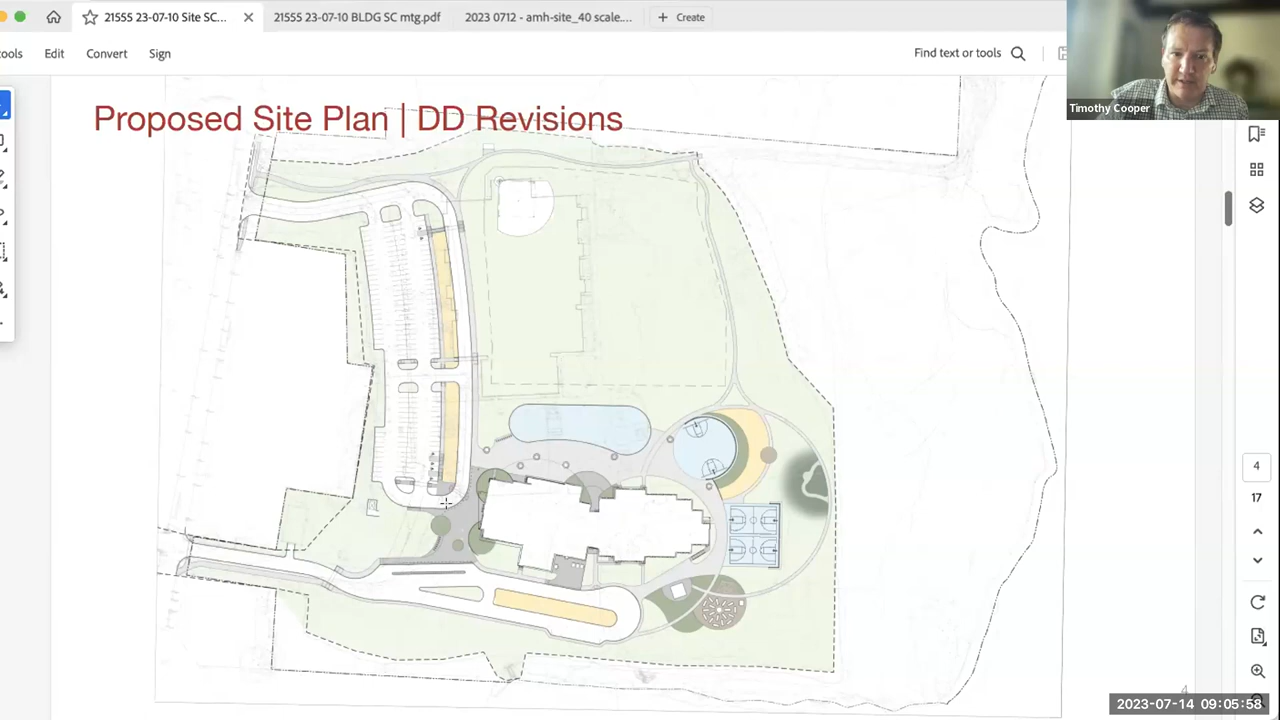 21555 23-07-10 Site SC...
21555 23-07-10 BLDG SC mtg.pdf
2023 0712 - amh-site_40 scale....
Create
ools
Edit
Convert
Sign
Find text or tools
Timothy Cooper
Proposed Site Plan | DD Revisions
4
17
4
2023-07-14 09:05:58